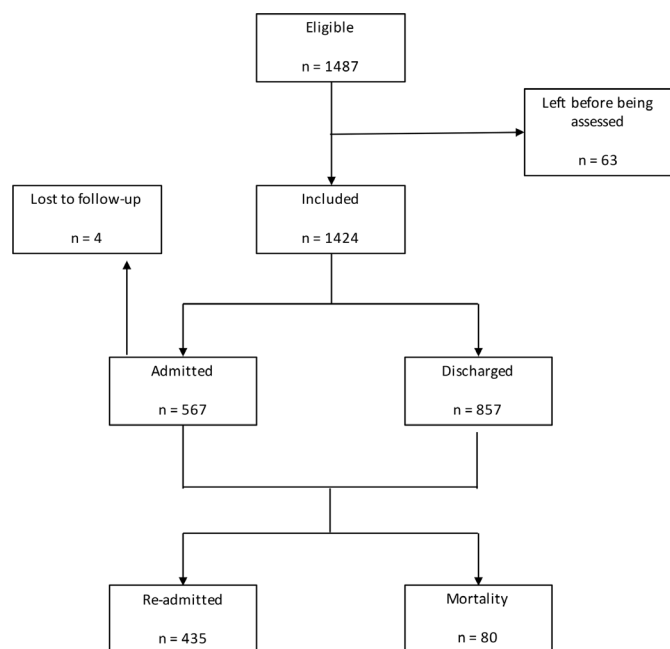 Eligible
n = 1487
Left before being
assessed
n = 63
Lost to follow-up
n = 4
Included
n = 1424
Admitted
n = 567
Discharged
n = 857
Re-admitted
n = 435
Mortality
n = 80